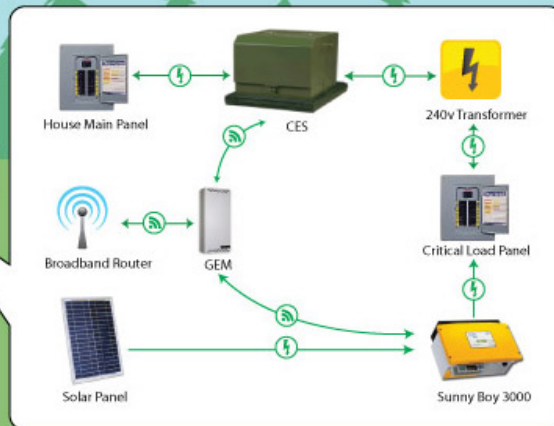 House Main Panel
CES
240v Transformer
Broadband Router
GEM
Critical Load Panel
Solar Panel
Sunny Boy 3000